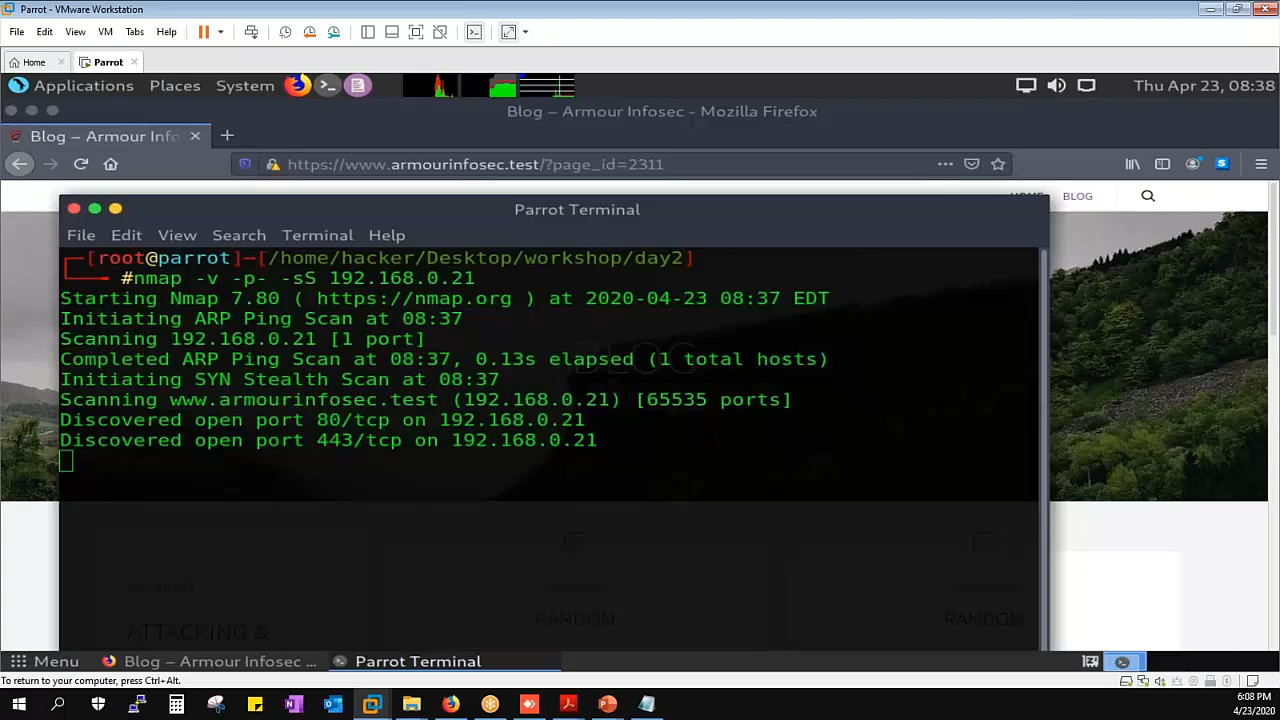 Parrot - VMware Workstation
File Edit View VM Tabs Help
Home Parrot
Applications Places System Thu Apr 23, 08:38
Blog – Armour Infosec - Mozilla Firefox
Blog – Armour Info
https://www.armourinfosec.test/?page_id=2311
HOME BLOG
Parrot Terminal
File Edit View Search Terminal Help
[root@parrot]─[/home/hacker/Desktop/workshop/day2]
#nmap -v -p- -sS 192.168.0.21
Starting Nmap 7.80 ( https://nmap.org ) at 2020-04-23 08:37 EDT
Initiating ARP Ping Scan at 08:37
Scanning 192.168.0.21 [1 port]
BLOG
Completed ARP Ping Scan at 08:37, 0.13s elapsed (1 total hosts)
Initiating SYN Stealth Scan at 08:37
Scanning www.armourinfosec.test (192.168.0.21) [65535 ports]
Discovered open port 80/tcp on 192.168.0.21
Discovered open port 443/tcp on 192.168.0.21
RANDOM RANDOM
ATTACKING &
Menu Blog – Armour Infosec ... Parrot Terminal
To return to your computer, press Ctrl+Alt.
6:08 PM
4/23/2020